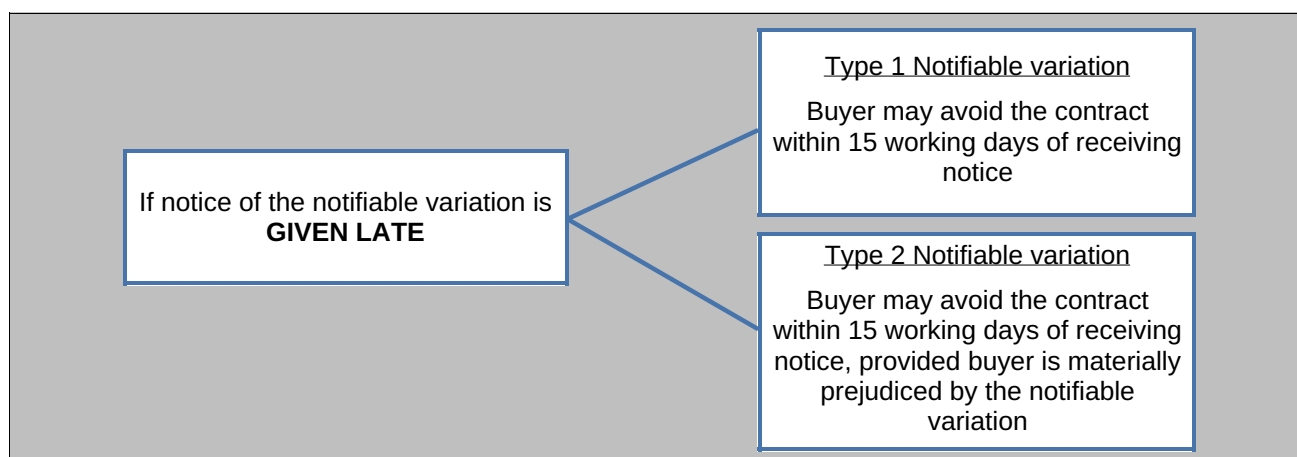 If notice of the notifiable variation is
GIVEN LATE
Type 1 Notifiable variation
Buyer may avoid the contract
within 15 working days of receiving
notice
Type 2 Notifiable variation
Buyer may avoid the contract
within 15 working days of receiving
notice, provided buyer is materially
prejudiced by the notifiable
variation